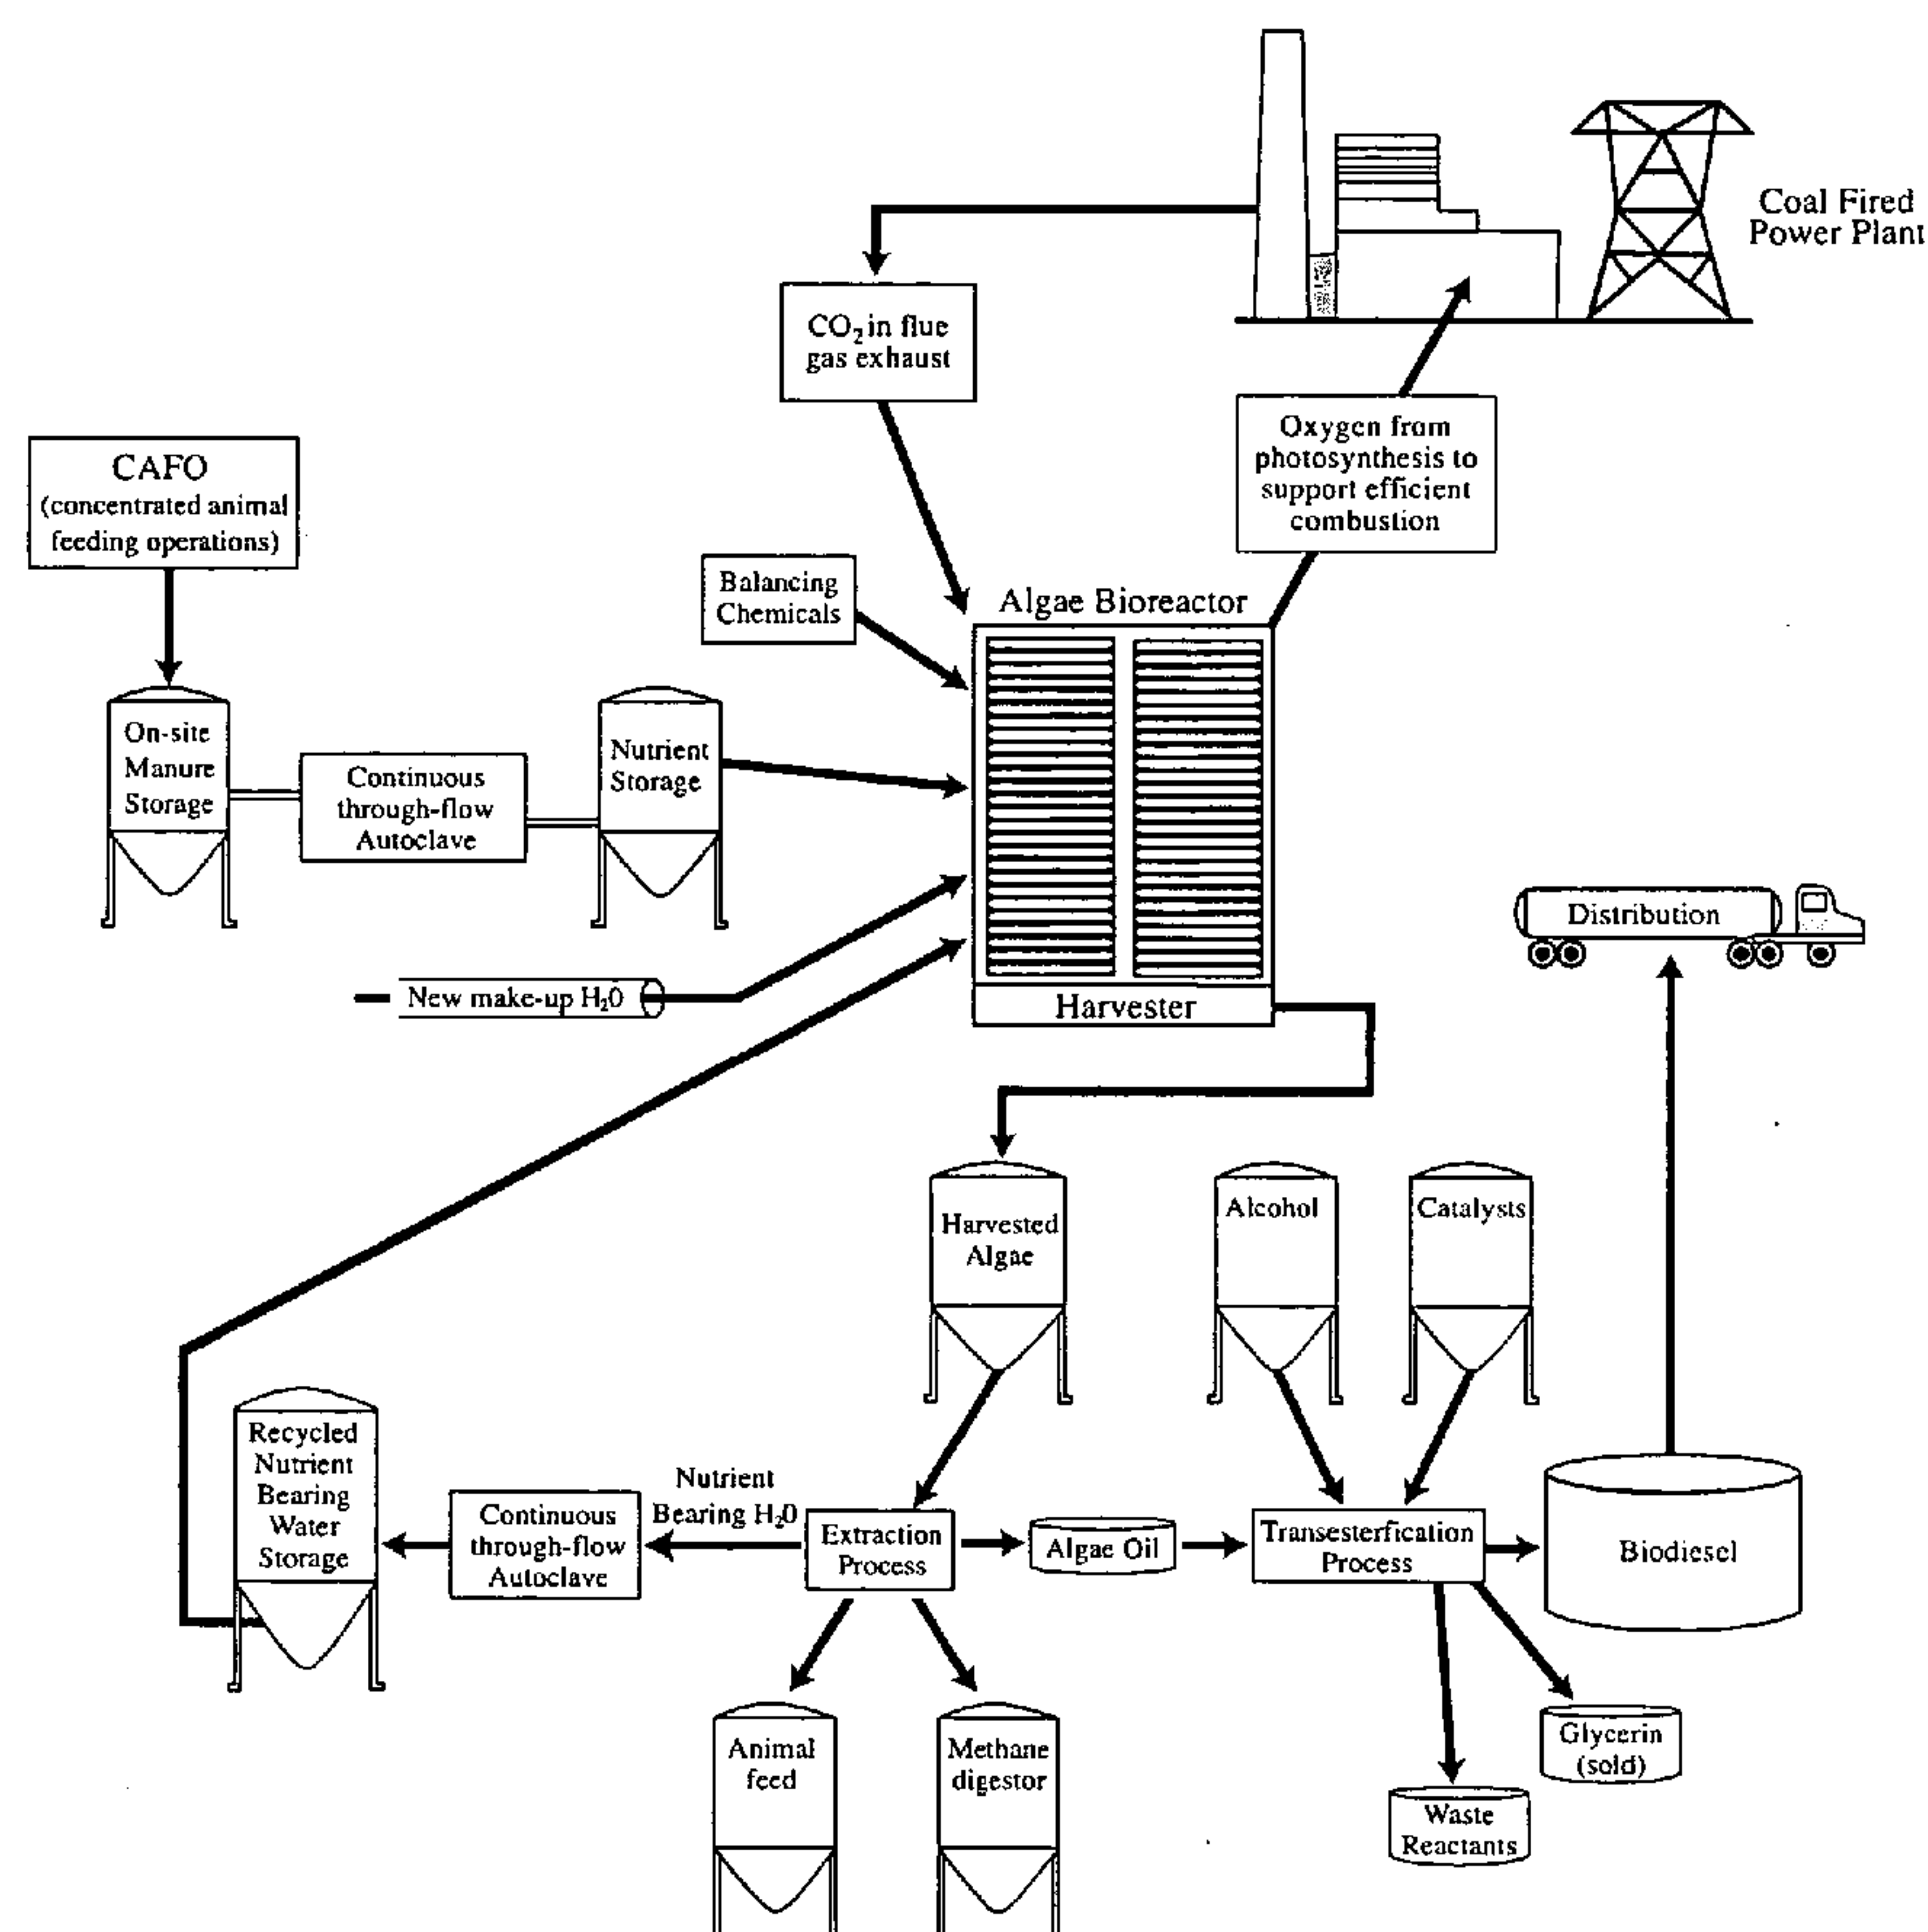 Coal Fired
Power Plant
CO₂ in flue
gas exhaust
Oxygen from
photosynthesis to
support efficient
combustion
CAFO
(concentrated animal
feeding operations)
Balancing
Chemicals
Algae Bioreactor
On-site
Manure
Storage
Continuous
through-flow
Autoclave
Nutrient
Storage
Distribution
New make-up H₂0
Harvester
Harvested
Algae
Alcohol
Catalysts
Recycled
Nutrient
Bearing
Water
Storage
Continuous
through-flow
Autoclave
Nutrient
Bearing H₂0
Extraction
Process
Algae Oil
Transesterfication
Process
Biodiesel
Animal
feed
Methane
digestor
Glycerin
(sold)
Waste
Reactants